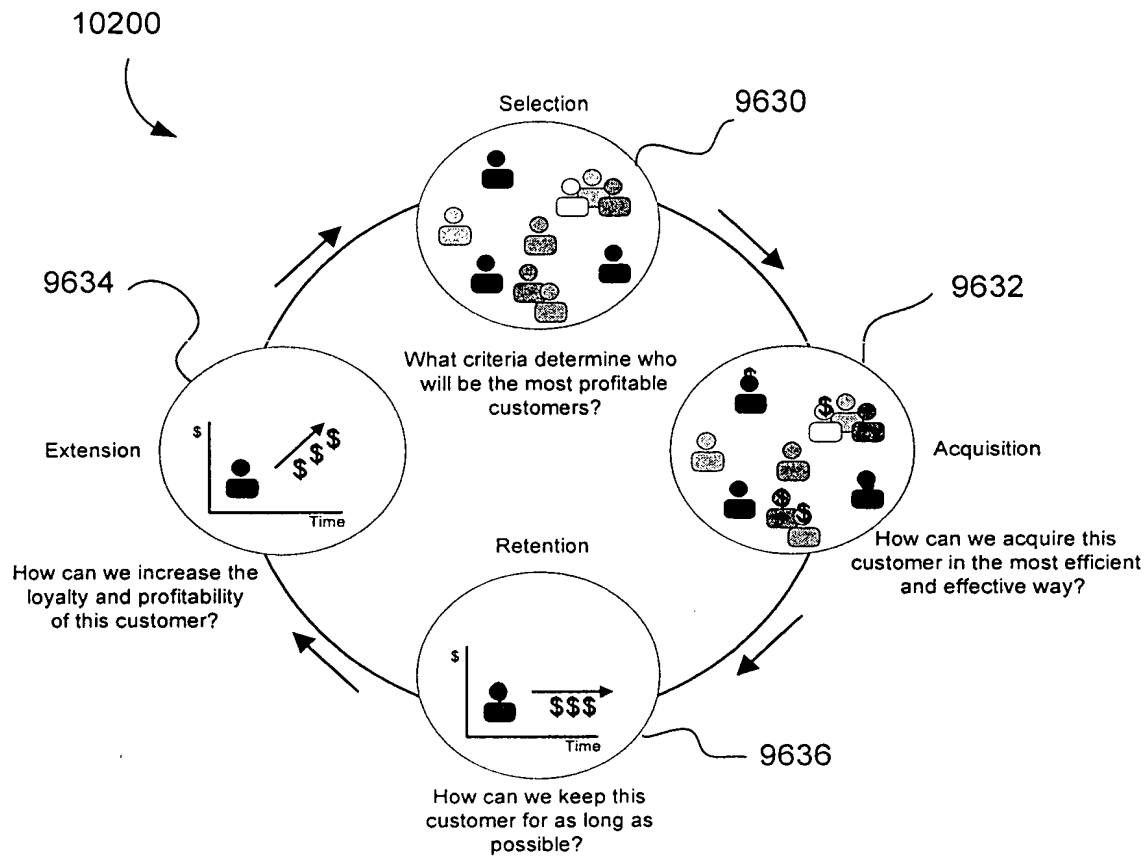 10200
Selection
9630
9634
9632
What criteria determine who
will be the most profitable
customers?
$
$ $ $
Time
Extension
$
$
$
$
Acquisition
How can we increase the
loyalty and profitability
of this customer?
How can we acquire this
customer in the most efficient
and effective way?
Retention
$
$$$
Time
9636
How can we keep this
customer for as long as
possible?